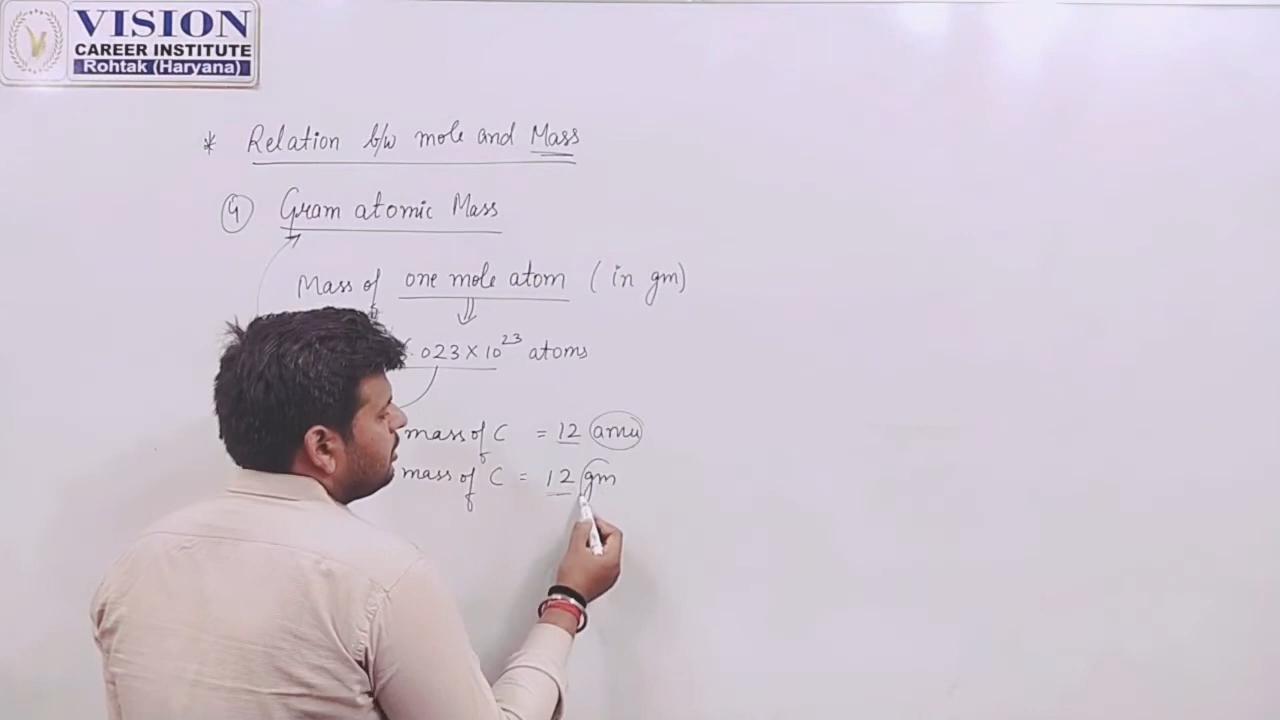 VISION
CAREER INSTITUTE
Rohtak (Haryana)
* Relation b/w mole and Mass
Gram atomic Mass
Mass of one mole atom (in gm)
.023 × 10²³ atoms
mass of C = 12 amu
mass of C = 12 gm